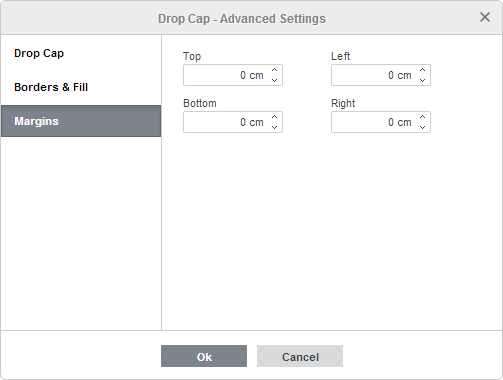 Drop Cap - Advanced Settings
Drop Cap
Borders & Fill
Margins
Top
Left
0 cm
0 cm
Bottom
Right
0 cm
0 cm
Ok
Cancel